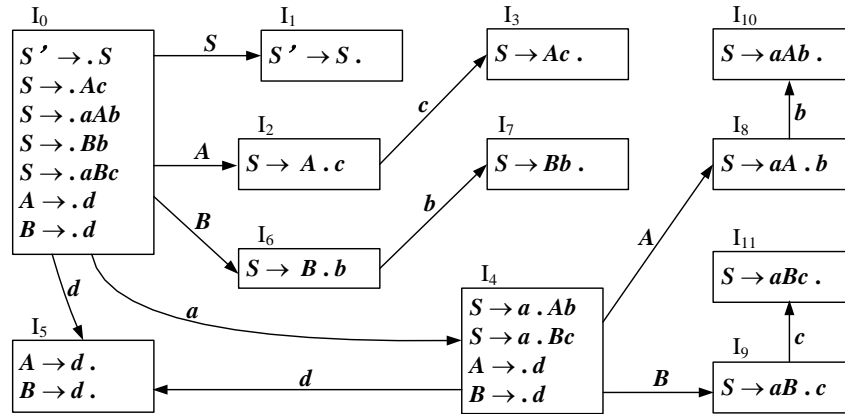 I0
S' → . S
S → . Ac
S → . aAb
S → . Bb
S → . aBc
A → . d
B → . d
S
I1
S' → S .
A
I2
S → A . c
c
I3
S → Ac .
B
I6
S → B . b
b
I7
S → Bb .
d
I5
A → d .
B → d .
a
I4
S → a . Ab
S → a . Bc
A → . d
B → . d
d
A
I8
S → aA . b
b
I10
S → aAb .
B
I9
S → aB . c
c
I11
S → aBc .